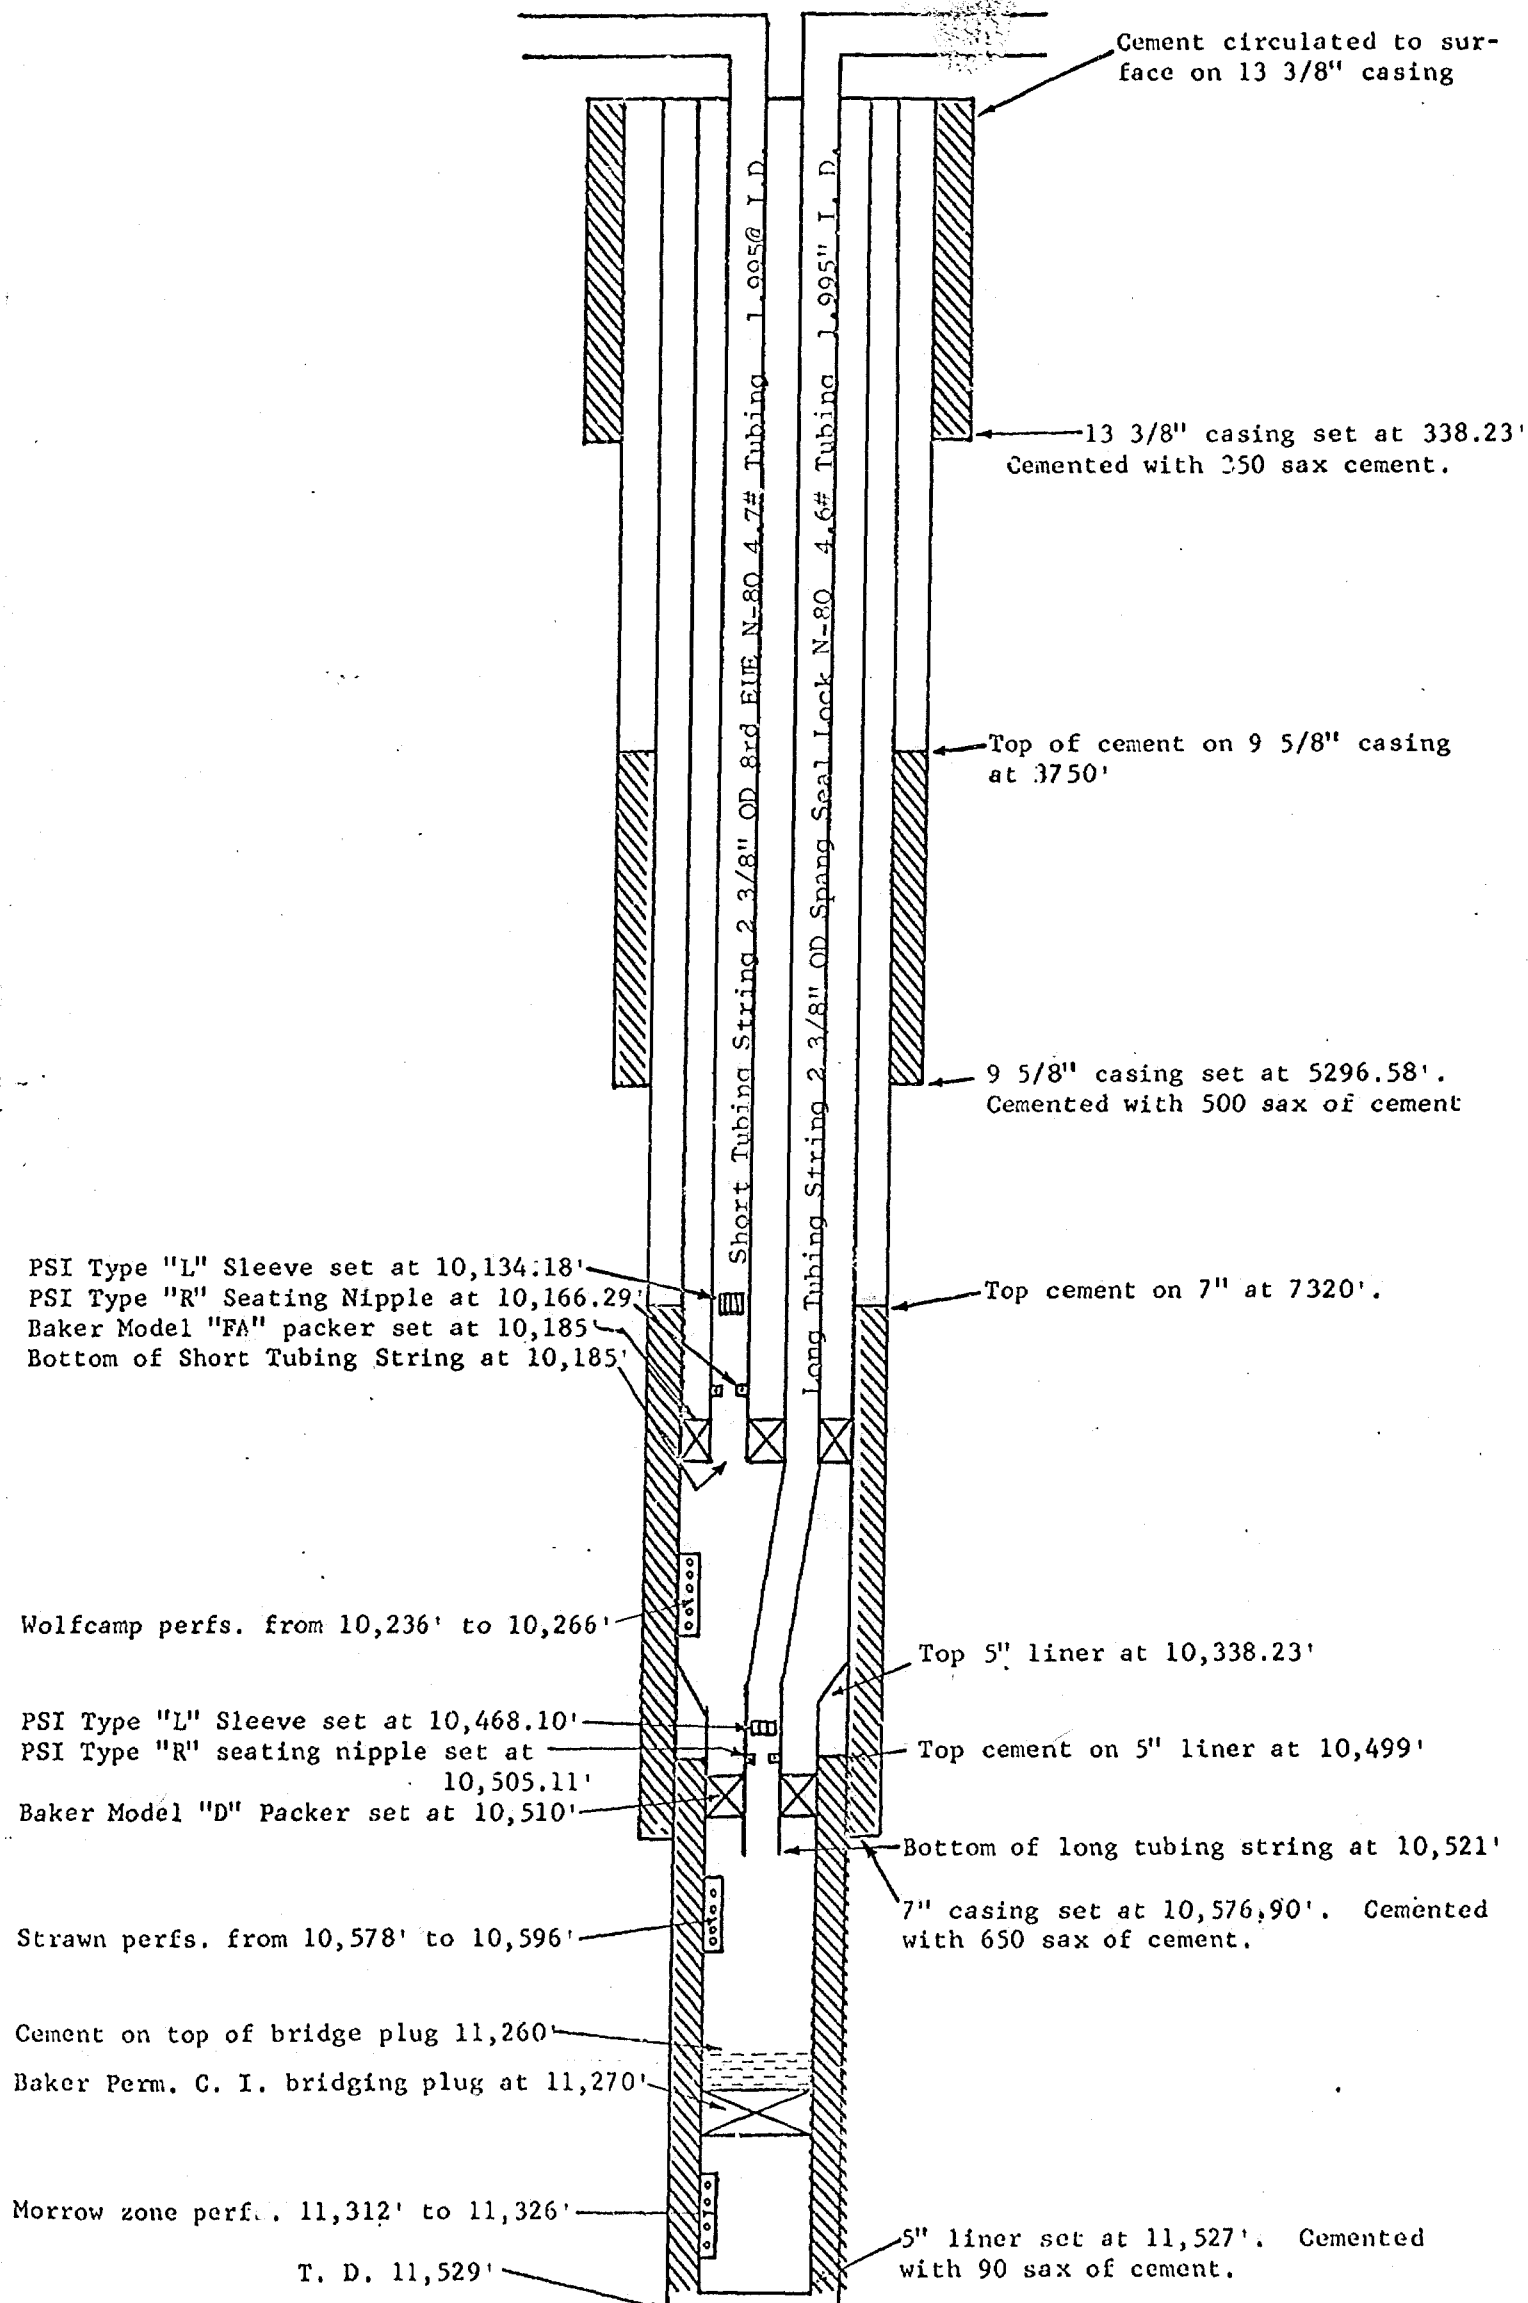 Cement circulated to sur-
face on 13 3/8" casing
Short Tubing String 2 3/8" OD 8rd EUE N-80 4.7# Tubing 1.995@ I.D.
Long Tubing String 2 3/8" OD Spang Seal Lock N-80 4.6# Tubing 1.995" I. D.
13 3/8" casing set at 338.23'
Cemented with 350 sax cement.
Top of cement on 9 5/8" casing
at 3750'
9 5/8" casing set at 5296.58'.
Cemented with 500 sax of cement
PSI Type "L" Sleeve set at 10,134.18'
PSI Type "R" Seating Nipple at 10,166.29'
Baker Model "FA" packer set at 10,185'
Bottom of Short Tubing String at 10,185'
Top cement on 7" at 7320'.
Wolfcamp perfs. from 10,236' to 10,266'
Top 5" liner at 10,338.23'
PSI Type "L" Sleeve set at 10,468.10'
PSI Type "R" seating nipple set at
10,505.11'
Baker Model "D" Packer set at 10,510'
Top cement on 5" liner at 10,499'
Bottom of long tubing string at 10,521'
7" casing set at 10,576.90'. Cemented
with 650 sax of cement.
Strawn perfs. from 10,578' to 10,596'
Cement on top of bridge plug 11,260'
Baker Perm. C. I. bridging plug at 11,270'
Morrow zone perf.. 11,312' to 11,326'
T. D. 11,529'
5" liner set at 11,527'. Cemented
with 90 sax of cement.